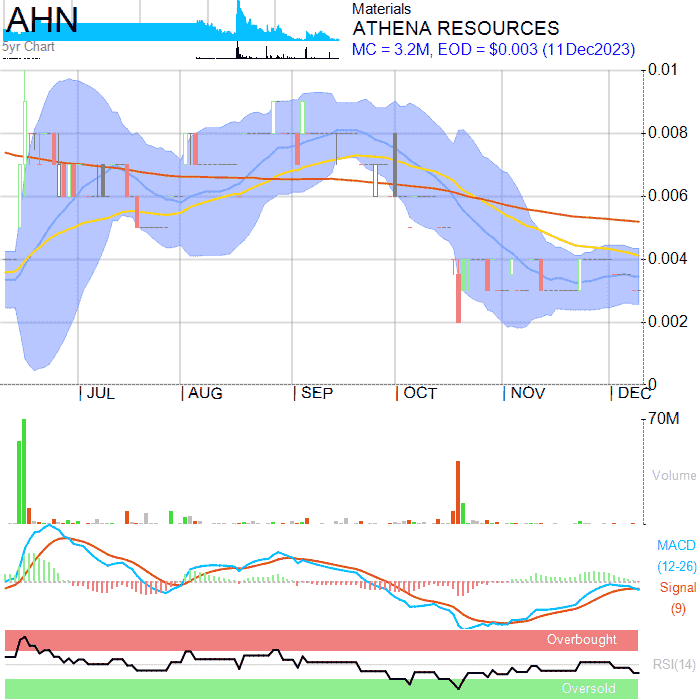 AHN
5yr Chart
Materials
ATHENA RESOURCES
MC = 3.2M, EOD = $0.003 (11Dec2023)
0.01
0.008
0.006
0.004
0.002
0
JUL AUG SEP OCT NOV DEC
70M
Volume
MACD
(12-26)
Signal
(9)
Overbought
RSI(14)
Oversold